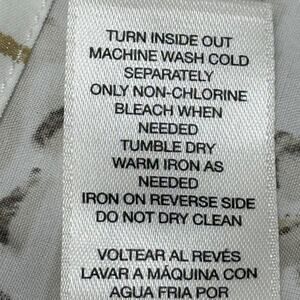 TURN INSIDE OUT
MACHINE WASH COLD
SEPARATELY
ONLY NON-CHLORINE
BLEACH WHEN
NEEDED
TUMBLE DRY
WARM IRON AS
NEEDED
IRON ON REVERSE SIDE
DO NOT DRY CLEAN
VOLTEAR AL REVÉS
LAVAR A MÁQUINA CON
AGUA FRIA POR